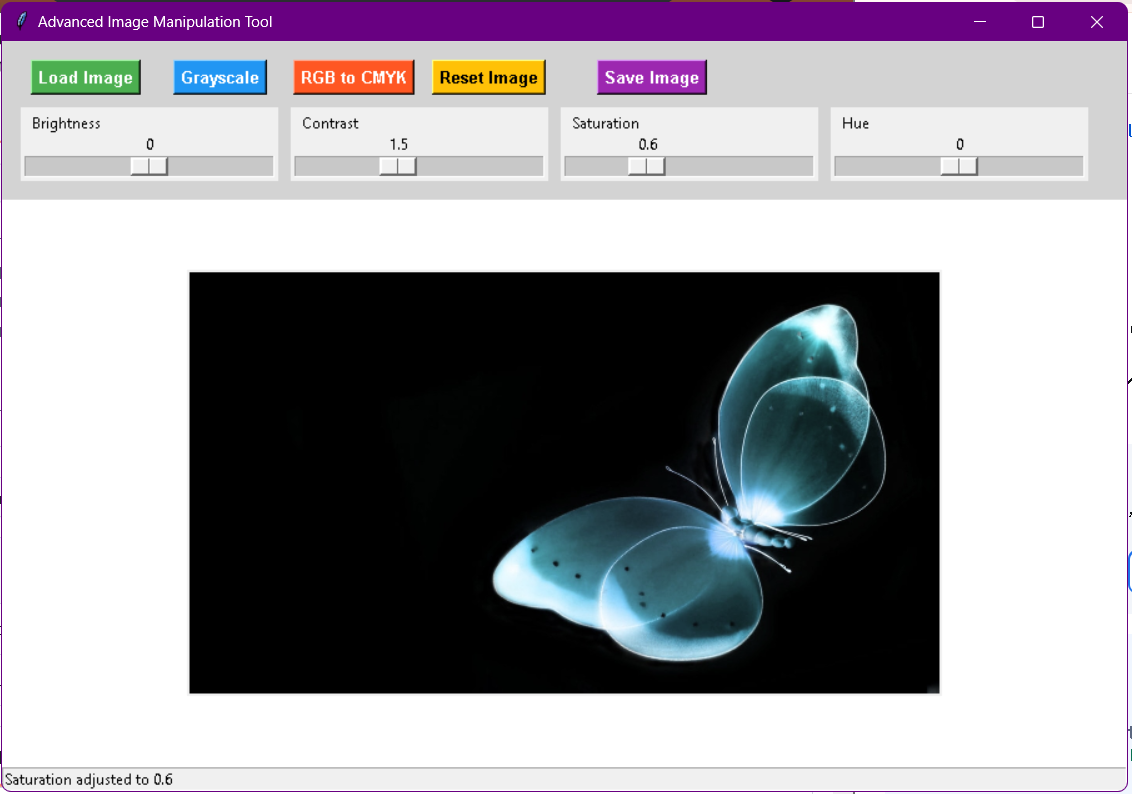 Advanced Image Manipulation Tool
Load Image Grayscale RGB to CMYK Reset Image Save Image
Brightness Contrast Saturation Hue
0 1.5 0.6 0
Saturation adjusted to 0.6